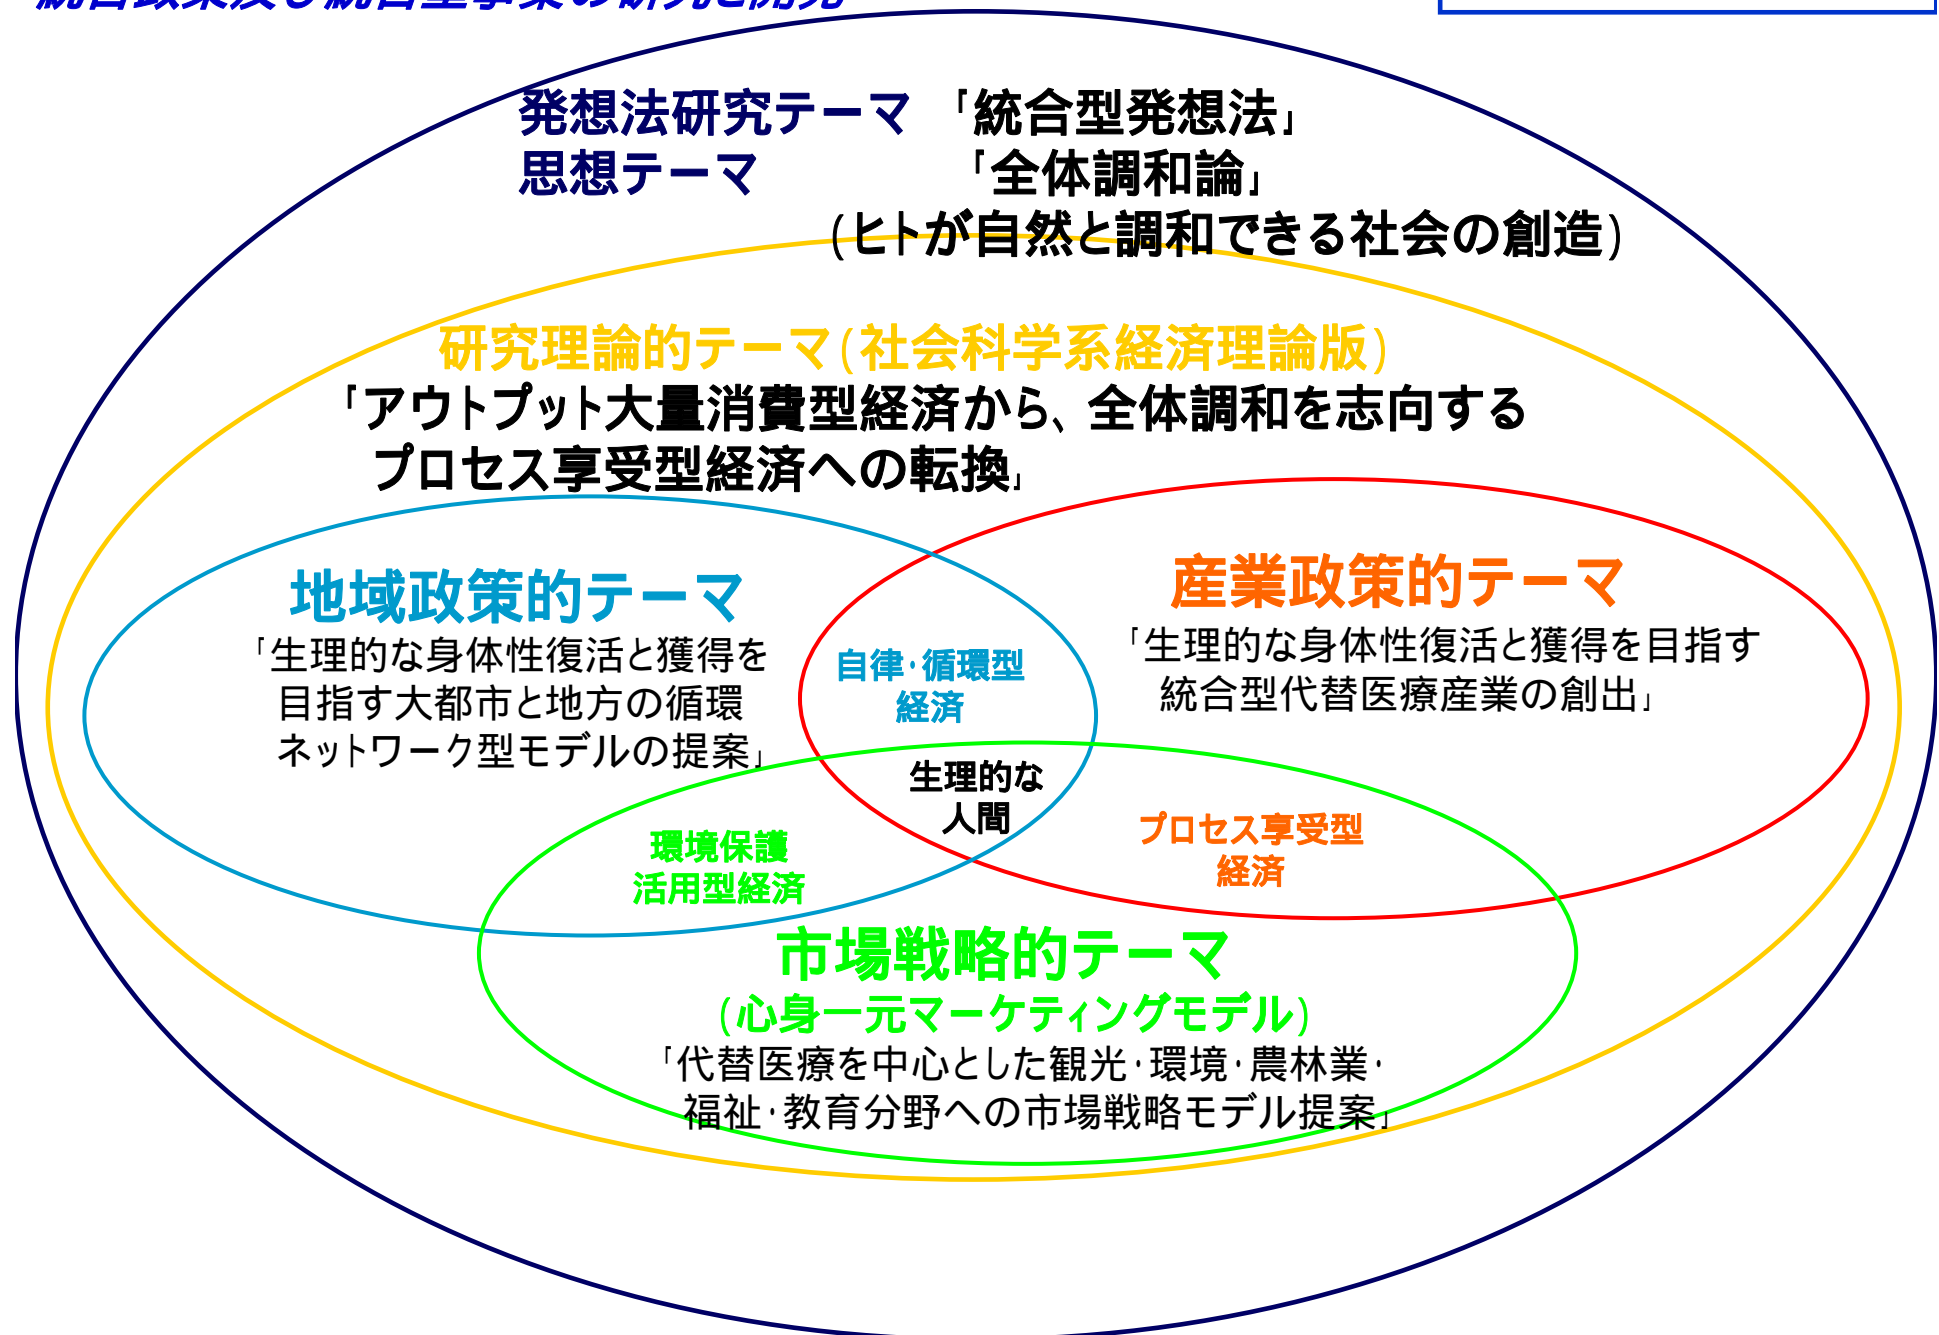 発想法研究テーマ 「統合型発想法」
思想テーマ 「全体調和論」
(ヒトが自然と調和できる社会の創造)
研究理論的テーマ(社会科学系経済理論版)
「アウトプット大量消費型経済から、全体調和を志向する
プロセス享受型経済への転換」
地域政策的テーマ
「生理的な身体性復活と獲得を
目指す大都市と地方の循環
ネットワーク型モデルの提案」
産業政策的テーマ
「生理的な身体性復活と獲得を目指す
統合型代替医療産業の創出」
自律・循環型
経済
生理的な
人間
環境保護
活用型経済
プロセス享受型
経済
市場戦略的テーマ
(心身一元マーケティングモデル)
「代替医療を中心とした観光・環境・農林業・
福祉・教育分野への市場戦略モデル提案」